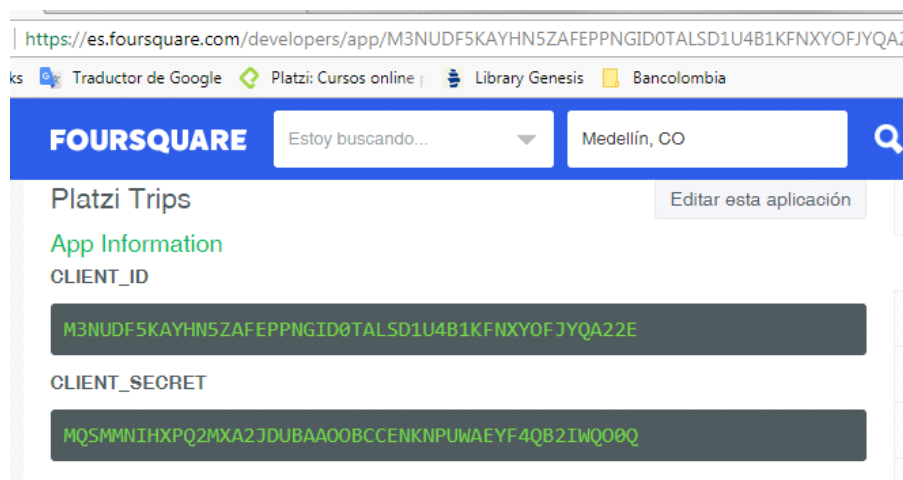 https://es.foursquare.com/developers/app/M3NUDF5KAYHN5ZAFEPPNGID0TALSD1U4B1KFNXYOFJYQA2
ks Traductor de Google Platzi: Cursos online p Library Genesis Bancolombia
FOURSQUARE Estoy buscando... Medellín, CO
Platzi Trips Editar esta aplicación
App Information
CLIENT_ID
M3NUDF5KAYHN5ZAFEPPNGID0TALSD1U4B1KFNXYOFJYQA22E
CLIENT_SECRET
MQSMMNIHXPQ2MXA2JDUBAAOOBCCENKNPUWAEYF4QB2IWQO0Q